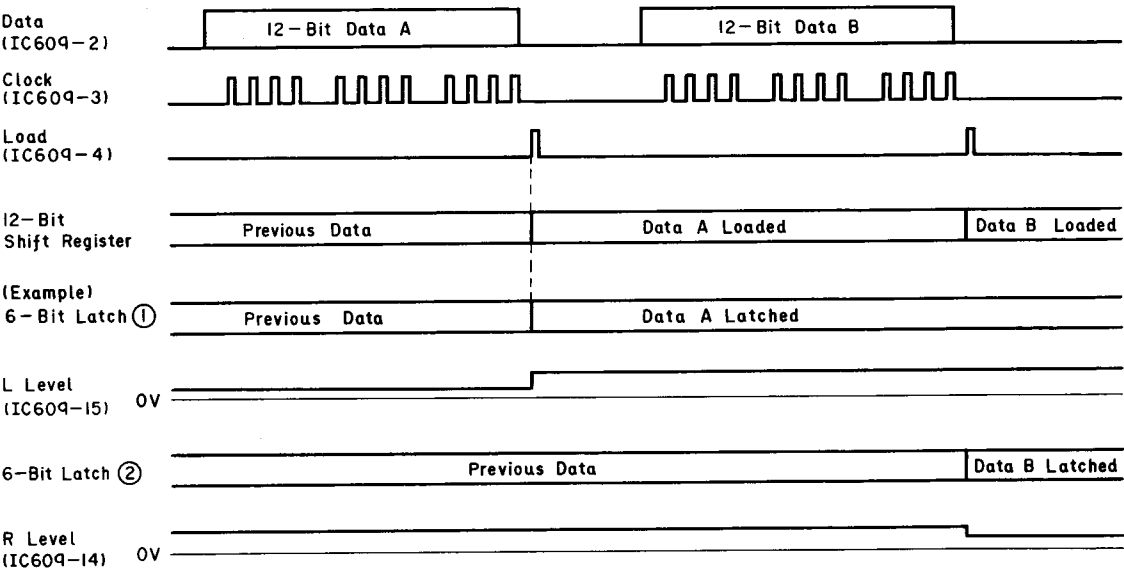 Data
(IC609-2)
12-Bit Data A
12-Bit Data B
Clock
(IC609-3)
Load
(IC609-4)
12-Bit
Shift Register
Previous Data
Data A Loaded
Data B Loaded
(Example)
6-Bit Latch ①
Previous Data
Data A Latched
L Level
(IC609-15)
0V
6-Bit Latch ②
Previous Data
Data B Latched
R Level
(IC609-14)
0V